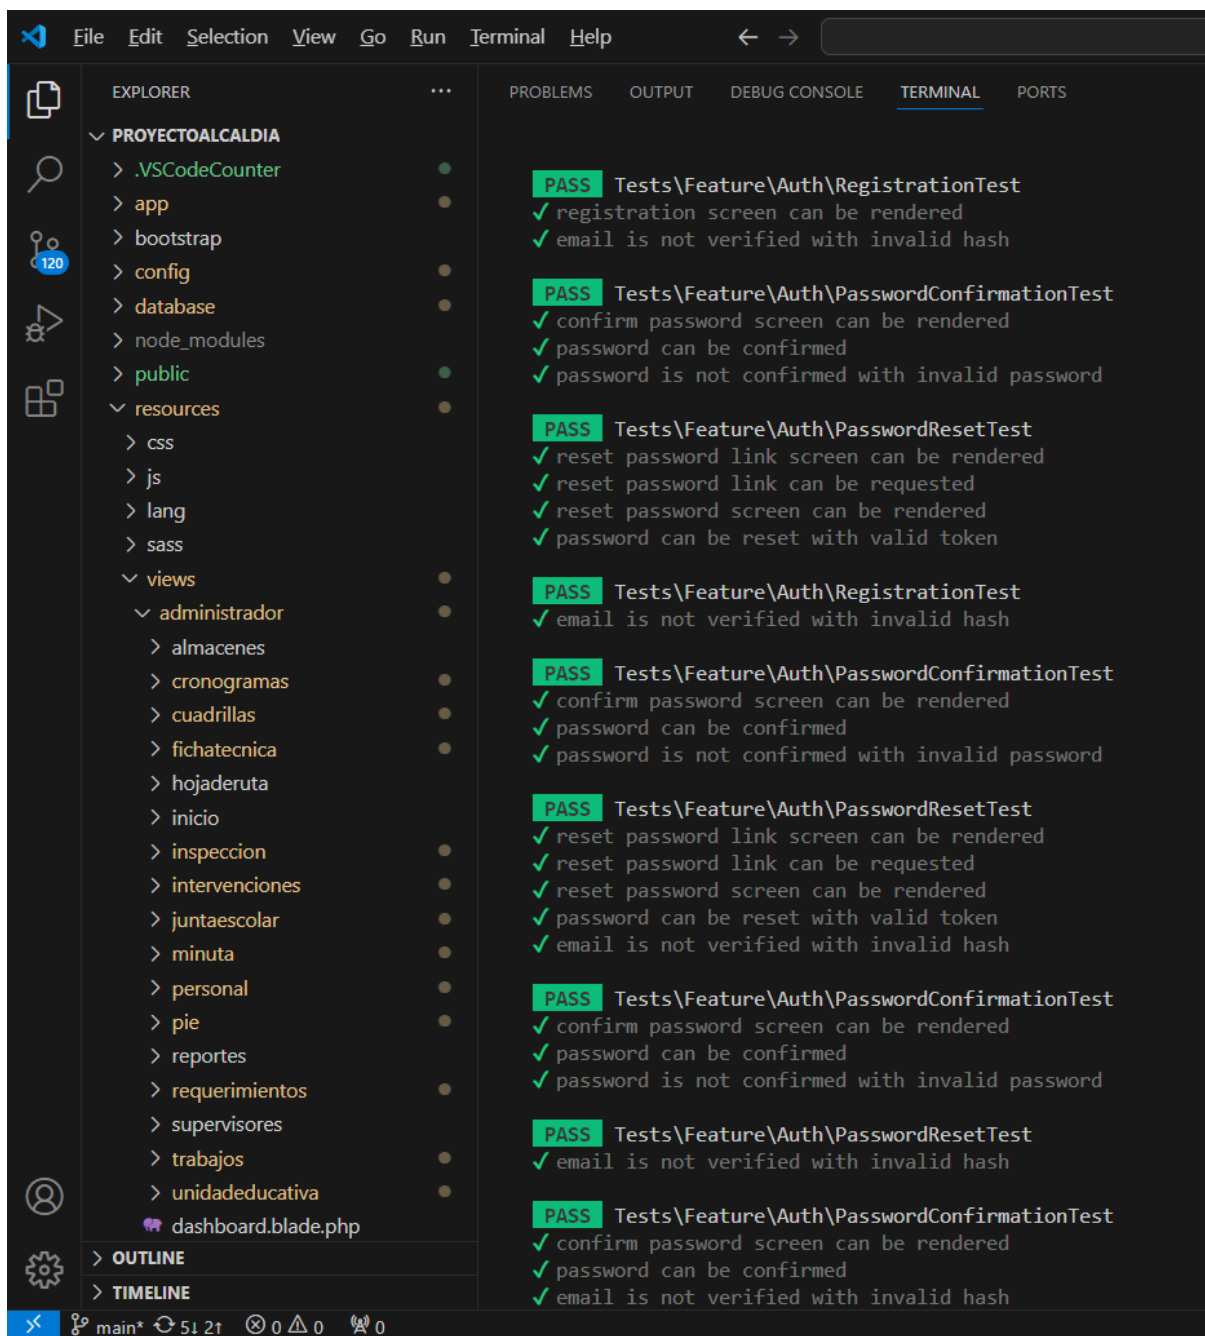 File Edit Selection View Go Run Terminal Help
EXPLORER
PROYECTOALCALDIA
.VSCodeCounter
app
bootstrap
config
database
node_modules
public
resources
css
js
lang
sass
views
administrador
almacenes
cronogramas
cuadrillas
fichatecnica
hojaderuta
inicio
inspeccion
intervenciones
juntaescolar
minuta
personal
pie
reportes
requerimientos
supervisores
trabajos
unidadeducativa
dashboard.blade.php
OUTLINE
TIMELINE
120
PROBLEMS OUTPUT DEBUG CONSOLE TERMINAL PORTS
PASS Tests\Feature\Auth\RegistrationTest
✓ registration screen can be rendered
✓ email is not verified with invalid hash
PASS Tests\Feature\Auth\PasswordConfirmationTest
✓ confirm password screen can be rendered
✓ password can be confirmed
✓ password is not confirmed with invalid password
PASS Tests\Feature\Auth\PasswordResetTest
✓ reset password link screen can be rendered
✓ reset password link can be requested
✓ reset password screen can be rendered
✓ password can be reset with valid token
PASS Tests\Feature\Auth\RegistrationTest
✓ email is not verified with invalid hash
PASS Tests\Feature\Auth\PasswordConfirmationTest
✓ confirm password screen can be rendered
✓ password can be confirmed
✓ password is not confirmed with invalid password
PASS Tests\Feature\Auth\PasswordResetTest
✓ reset password link screen can be rendered
✓ reset password link can be requested
✓ reset password screen can be rendered
✓ password can be reset with valid token
✓ email is not verified with invalid hash
PASS Tests\Feature\Auth\PasswordConfirmationTest
✓ confirm password screen can be rendered
✓ password can be confirmed
✓ password is not confirmed with invalid password
PASS Tests\Feature\Auth\PasswordResetTest
✓ email is not verified with invalid hash
PASS Tests\Feature\Auth\PasswordConfirmationTest
✓ confirm password screen can be rendered
✓ password can be confirmed
✓ email is not verified with invalid hash
main* 5↓ 2↑ 0 0 0